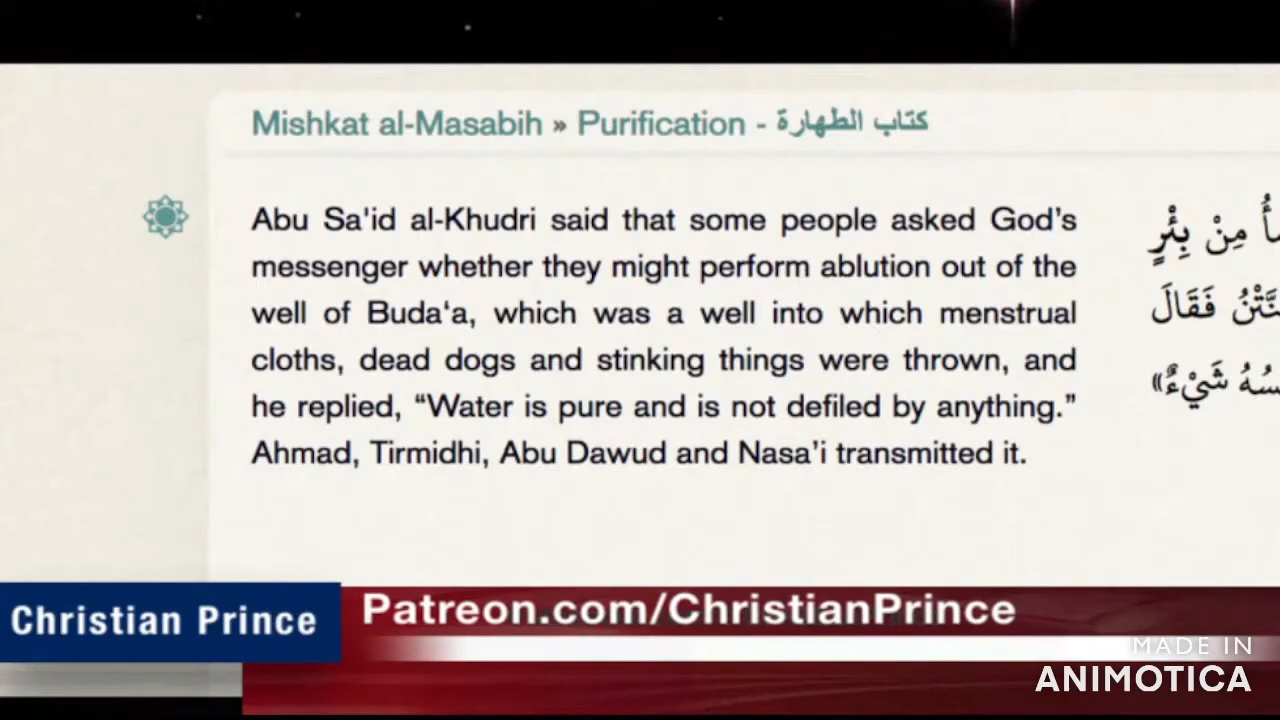 Mishkat al-Masabih » Purification - كتاب الطهارة
Abu Sa'id al-Khudri said that some people asked God's
messenger whether they might perform ablution out of the
well of Buda‘a, which was a well into which menstrual
cloths, dead dogs and stinking things were thrown, and
he replied, “Water is pure and is not defiled by anything.”
Ahmad, Tirmidhi, Abu Dawud and Nasa'i transmitted it.
مِنْ بِئْرٍ
فَقَالَ
شَيْءٌ»
Christian Prince
Patreon.com/ChristianPrince
MADE IN
ANIMOTICA